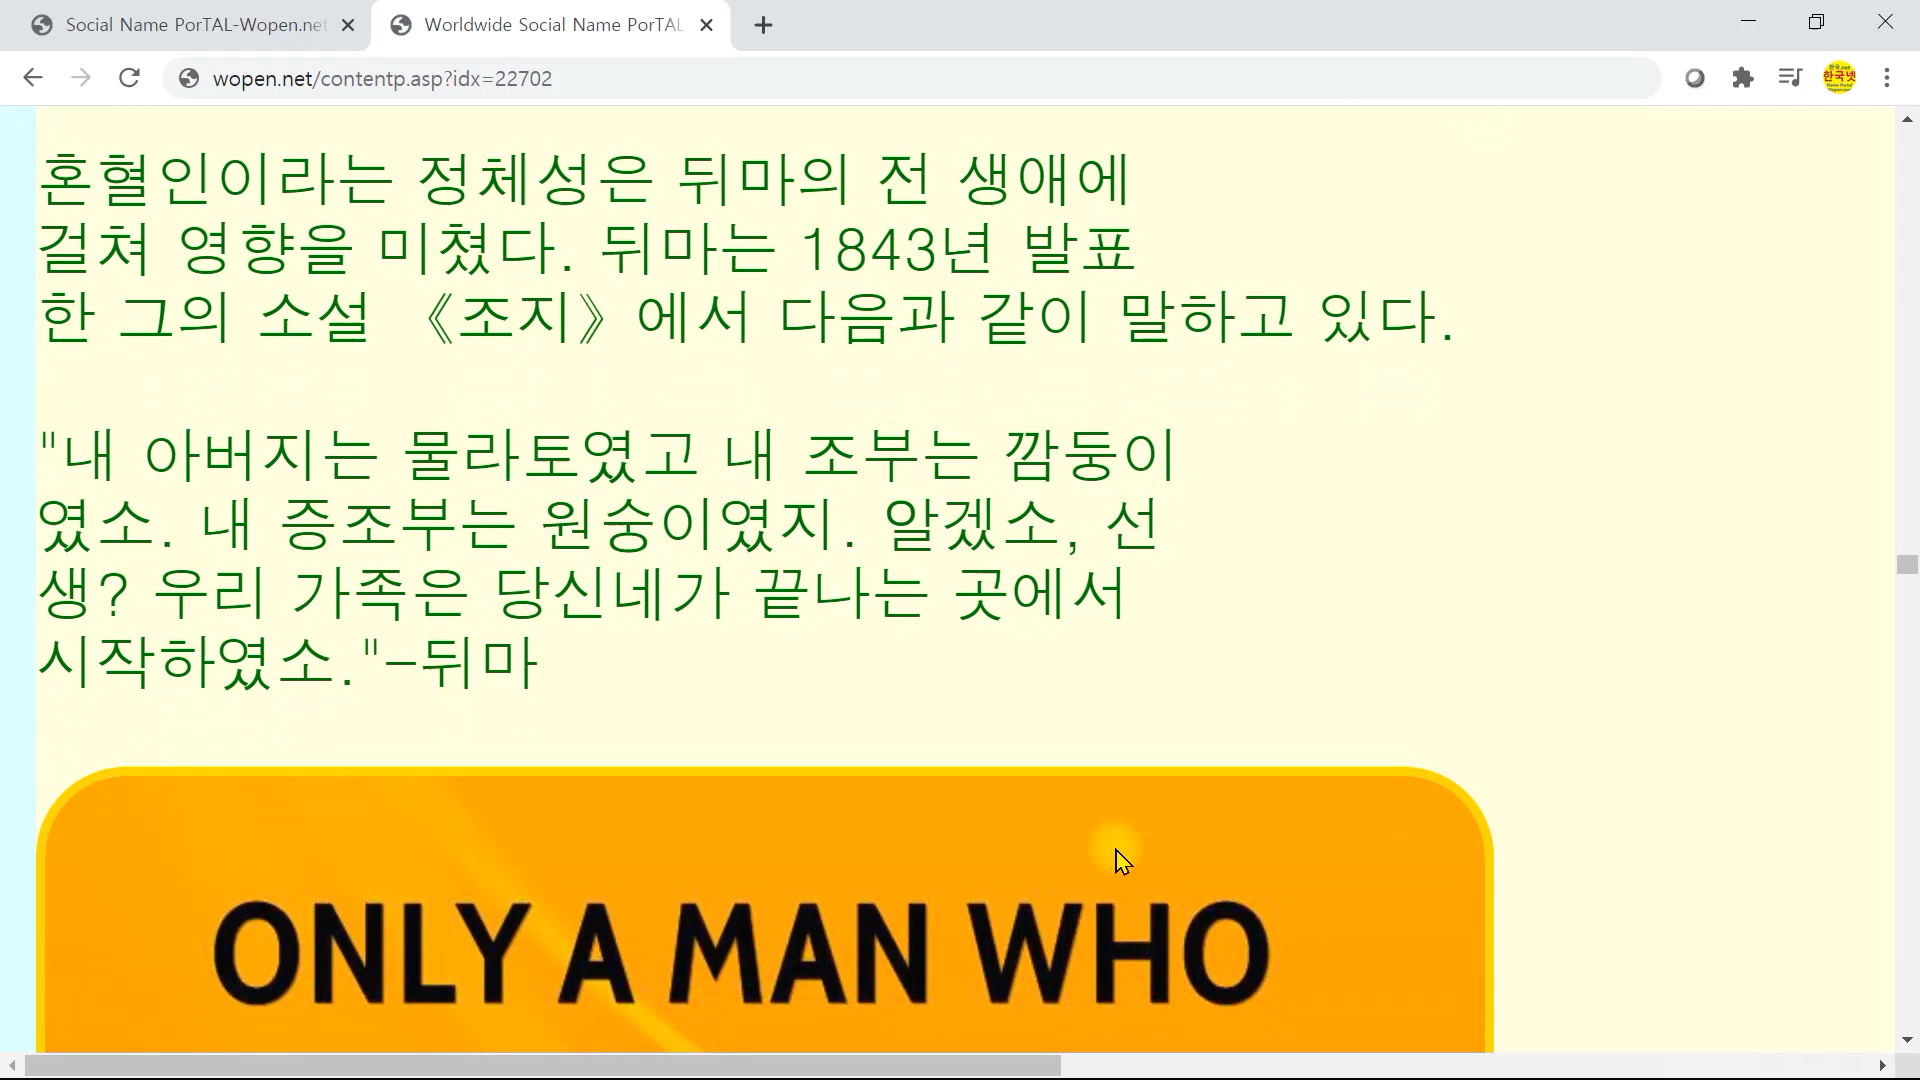 Social Name PorTAL-Wopen.net
Worldwide Social Name PorTAL
wopen.net/contentp.asp?idx=22702
한국.net
한국넷
혼혈인이라는 정체성은 뒤마의 전 생애에
걸쳐 영향을 미쳤다. 뒤마는 1843년 발표
한 그의 소설 《조지》에서 다음과 같이 말하고 있다.
"내 아버지는 물라토였고 내 조부는 깜둥이
였소. 내 증조부는 원숭이였지. 알겠소, 선
생? 우리 가족은 당신네가 끝나는 곳에서
시작하였소."-뒤마
ONLY A MAN WHO